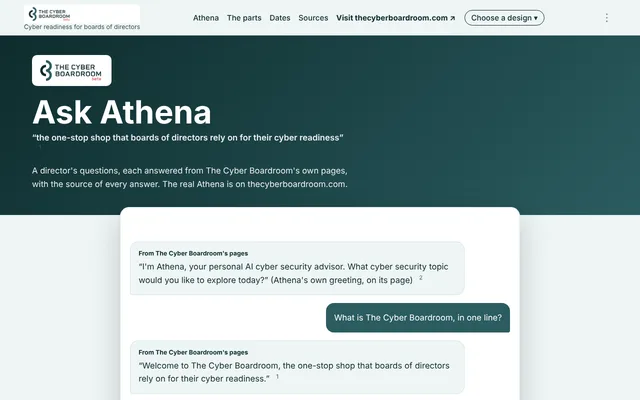 THE CYBER
BOARDROOM
beta
Cyber readiness for boards of directors
Athena
The parts
Dates
Sources
Visit thecyberboardroom.com ↗
Choose a design ▾
⋮
THE CYBER
BOARDROOM
beta
Ask Athena
“the one-stop shop that boards of directors rely on for their cyber readiness”
A director's questions, each answered from The Cyber Boardroom's own pages,
with the source of every answer. The real Athena is on thecyberboardroom.com.
From The Cyber Boardroom's pages
“I'm Athena, your personal AI cyber security advisor. What cyber security topic
would you like to explore today?” (Athena's own greeting, on its page) 2
What is The Cyber Boardroom, in one line?
From The Cyber Boardroom's pages
“Welcome to The Cyber Boardroom, the one-stop shop that boards of directors
rely on for their cyber readiness.” 1